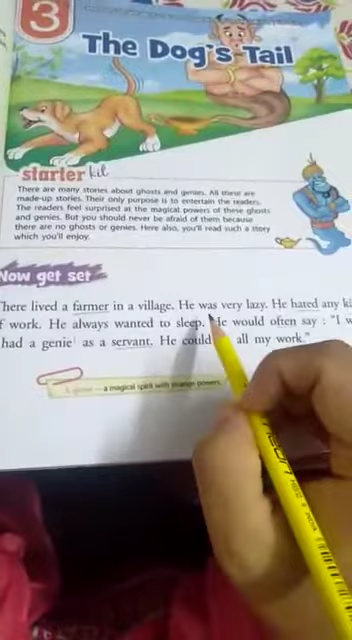 3
The Dog's Tail
starter kit
There are many stories about ghosts and genies. All these are
made-up stories. Their only purpose is to entertain the readers.
The readers feel surprised at the magical powers of these ghosts
and genies. But you should never be afraid of them because
there are no ghosts or genies. Here also, you'll read such a story
which you'll enjoy.
Now get set
There lived a farmer in a village. He was very lazy. He hated any
of work. He always wanted to sleep. He would often say : "I
had a genie¹ as a servant. He could all my work."
genie — a magical spirit with strange powers